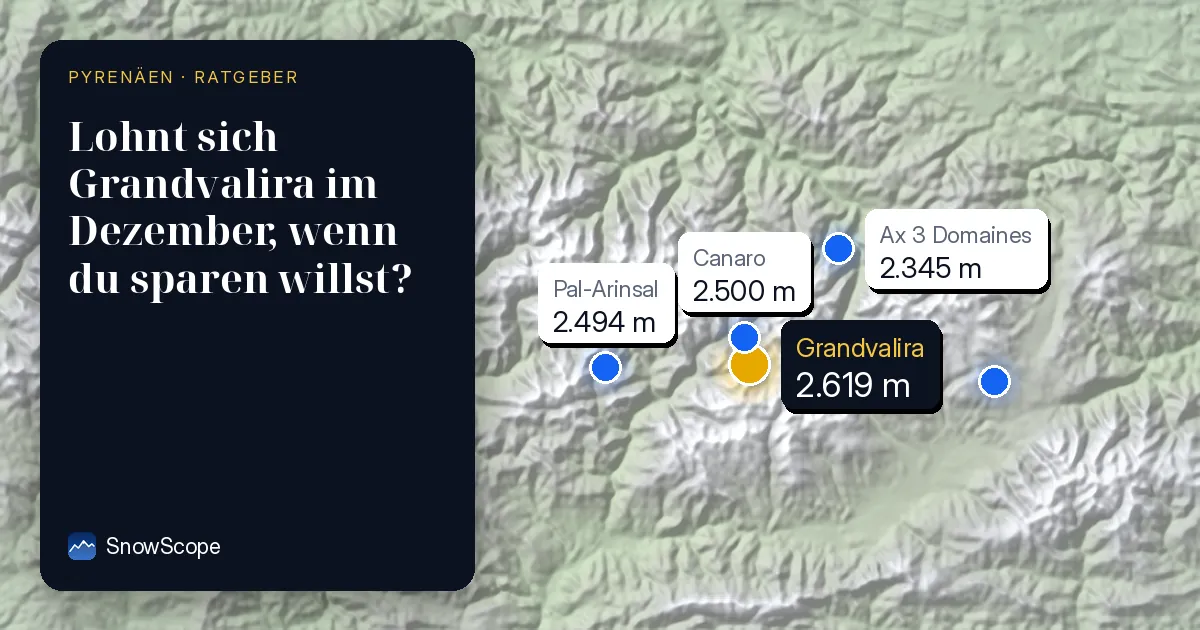 PYRENÄEN · RATGEBER
Lohnt sich
Grandvalira im
Dezember, wenn
du sparen willst?
SnowScope
Pal-Arinsal
2.494 m
Canaro
2.500 m
Ax 3 Domaines
2.345 m
Grandvalira
2.619 m